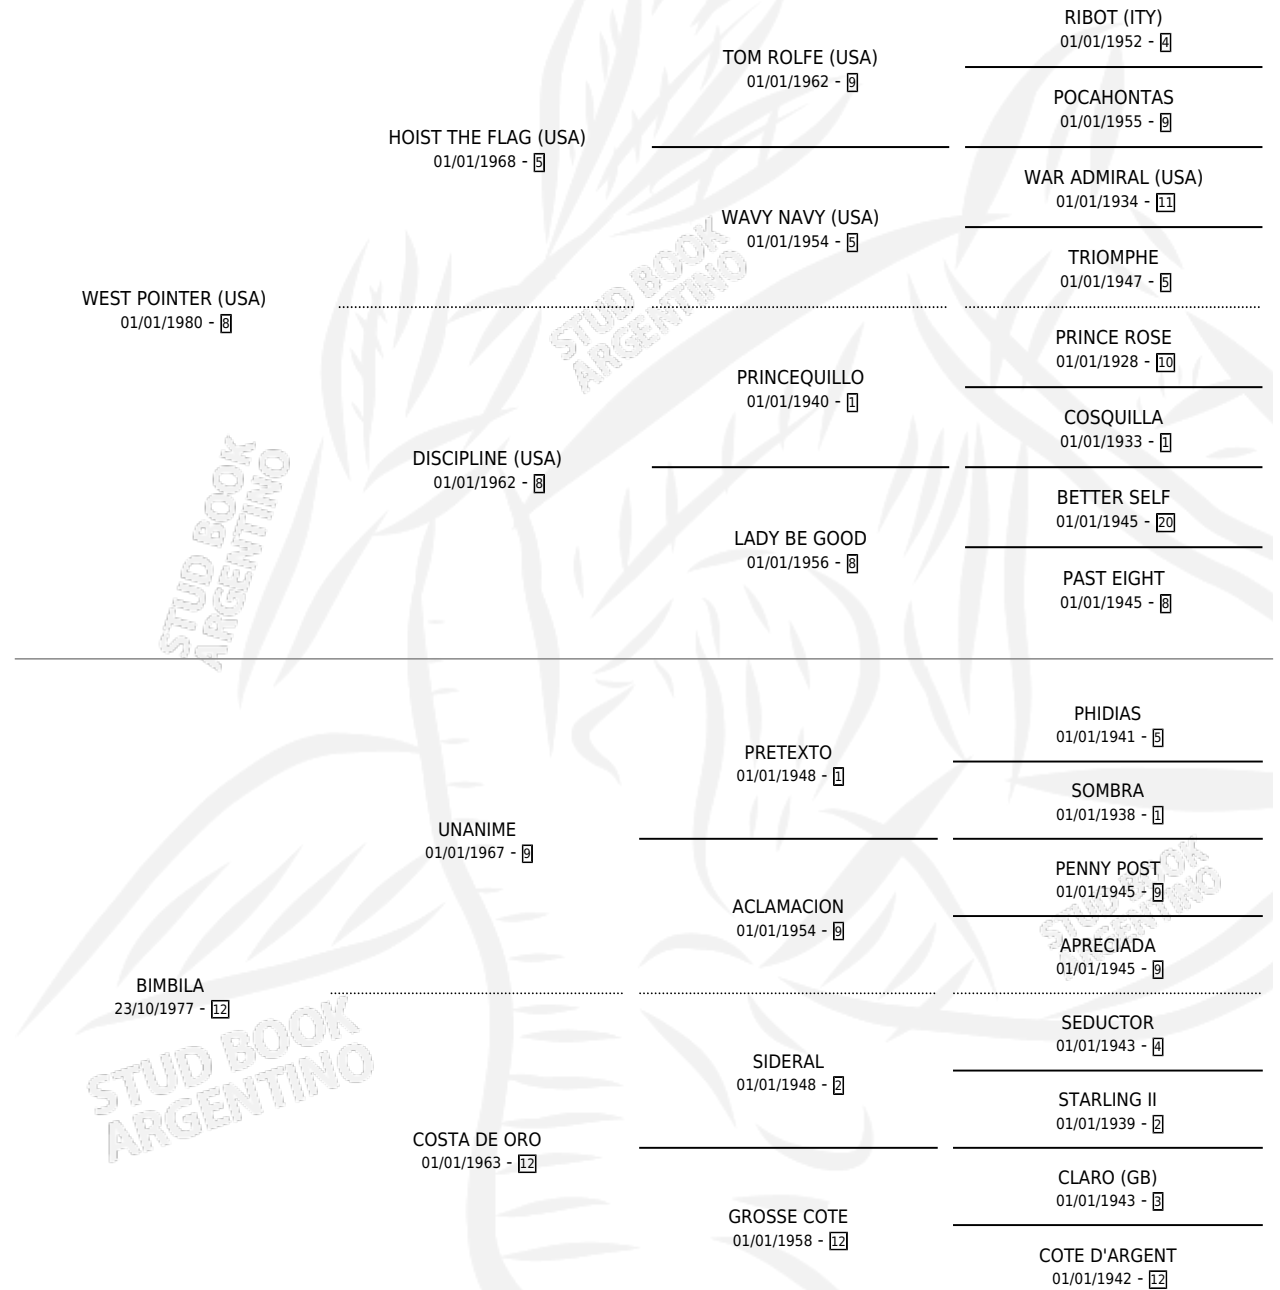 RIBOT (ITY)
01/01/1952 - 4
TOM ROLFE (USA)
01/01/1962 - 9
POCAHONTAS
01/01/1955 - 9
HOIST THE FLAG (USA)
01/01/1968 - 5
WAR ADMIRAL (USA)
01/01/1934 - 11
WAVY NAVY (USA)
01/01/1954 - 5
TRIOMPHE
01/01/1947 - 5
WEST POINTER (USA)
01/01/1980 - 8
PRINCE ROSE
01/01/1928 - 10
PRINCEQUILLO
01/01/1940 - 1
COSQUILLA
01/01/1933 - 1
DISCIPLINE (USA)
01/01/1962 - 8
BETTER SELF
01/01/1945 - 20
LADY BE GOOD
01/01/1956 - 8
PAST EIGHT
01/01/1945 - 8
STUD BOOK
ARGENTINO
STUD BOOK
ARGENTINO
PHIDIAS
01/01/1941 - 5
PRETEXTO
01/01/1948 - 1
SOMBRA
01/01/1938 - 1
UNANIME
01/01/1967 - 9
PENNY POST
01/01/1945 - 9
ACLAMACION
01/01/1954 - 9
APRECIADA
01/01/1945 - 9
BIMBILA
23/10/1977 - 12
SEDUCTOR
01/01/1943 - 4
SIDERAL
01/01/1948 - 2
STARLING II
01/01/1939 - 2
COSTA DE ORO
01/01/1963 - 12
CLARO (GB)
01/01/1943 - 3
GROSSE COTE
01/01/1958 - 12
COTE D'ARGENT
01/01/1942 - 12
STUD BOOK
ARGENTINO
STUD BOOK
ARGENTINO